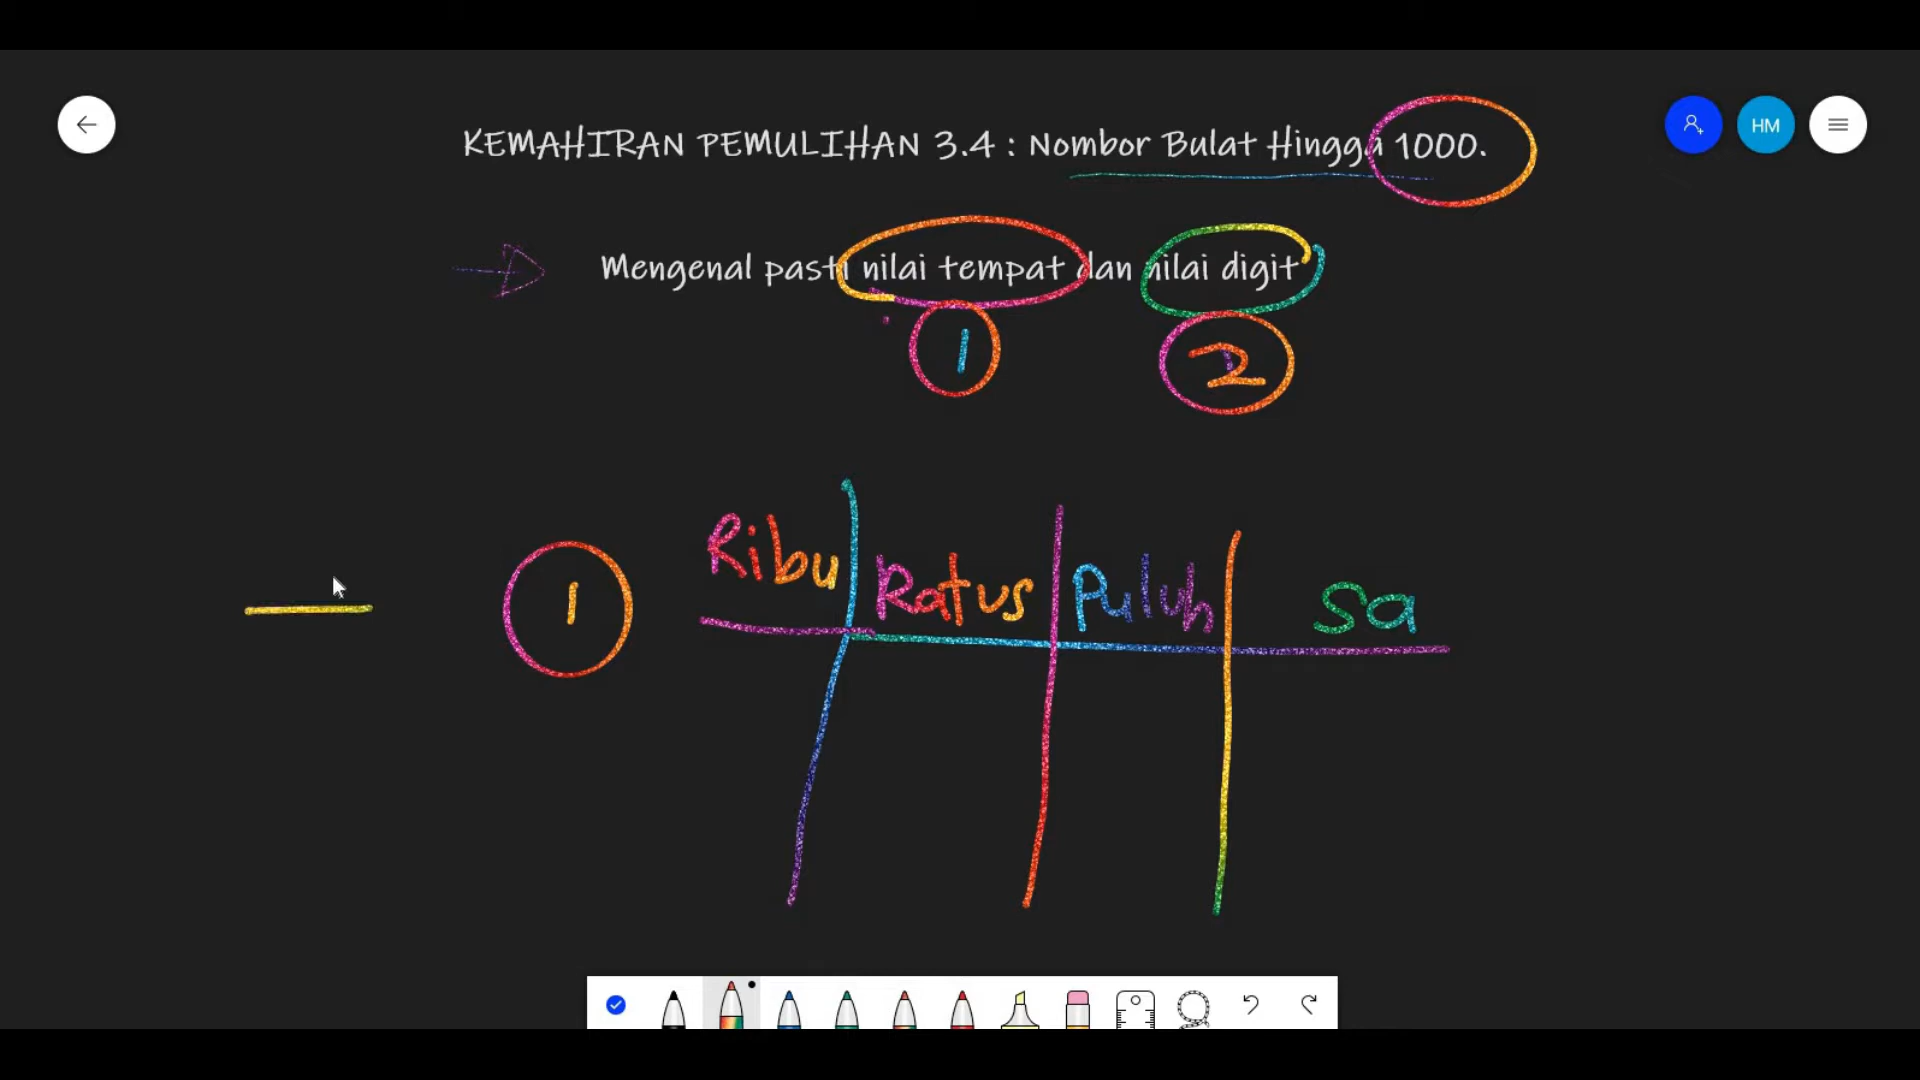 KEMAHIRAN PEMULIHAN 3.4 : Nombor Bulat Hingga 1000.
HM
Mengenal pasti nilai tempat dan nilai digit
1 2
1
Ribu Ratus Puluh Sa